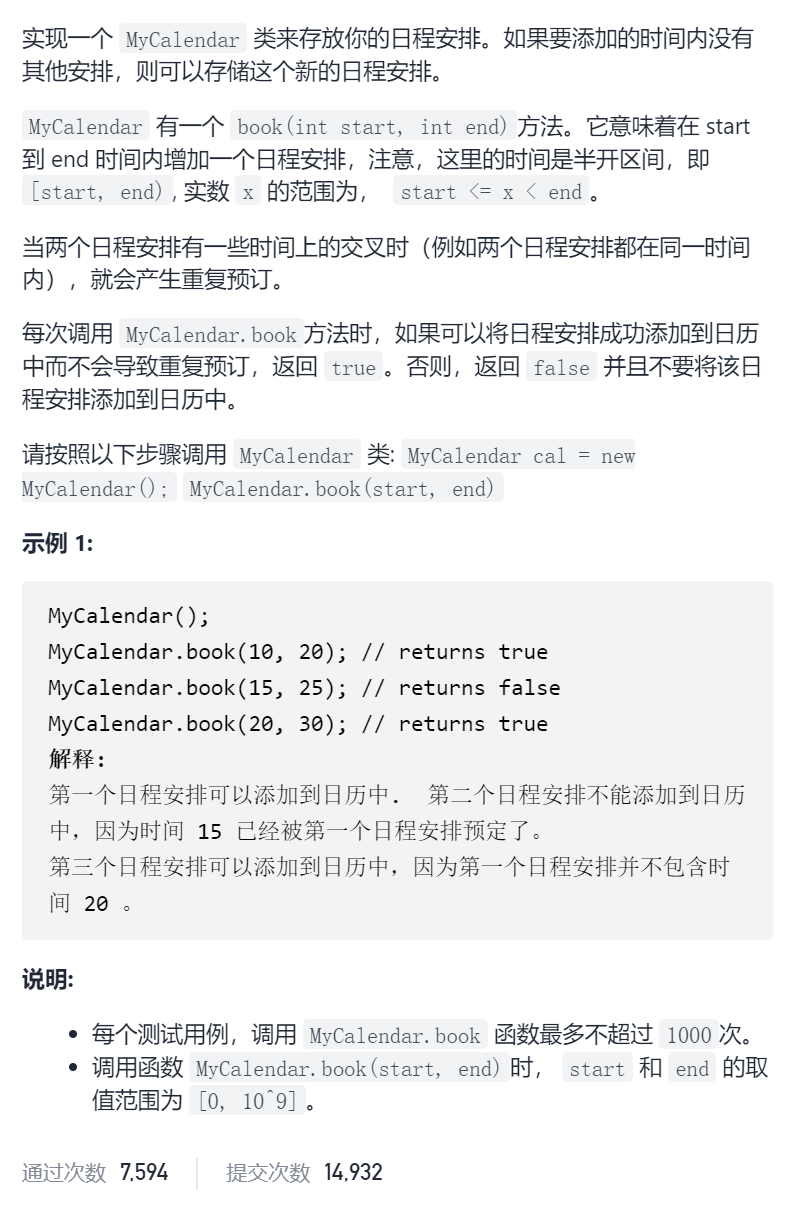 实现一个 MyCalendar 类来存放你的日程安排。如果要添加的时间内没有
其他安排，则可以存储这个新的日程安排。
MyCalendar 有一个 book(int start, int end)方法。它意味着在 start
到 end 时间内增加一个日程安排，注意，这里的时间是半开区间，即
[start, end), 实数 x 的范围为， start <= x < end。
当两个日程安排有一些时间上的交叉时（例如两个日程安排都在同一时间
内），就会产生重复预订。
每次调用 MyCalendar.book方法时，如果可以将日程安排成功添加到日历
中而不会导致重复预订，返回 true。否则，返回 false 并且不要将该日
程安排添加到日历中。
请按照以下步骤调用 MyCalendar 类: MyCalendar cal = new
MyCalendar(); MyCalendar.book(start, end)
示例 1:
MyCalendar();
MyCalendar.book(10, 20); // returns true
MyCalendar.book(15, 25); // returns false
MyCalendar.book(20, 30); // returns true
解释:
第一个日程安排可以添加到日历中. 第二个日程安排不能添加到日历
中，因为时间 15 已经被第一个日程安排预定了。
第三个日程安排可以添加到日历中，因为第一个日程安排并不包含时
间 20 。
说明:
• 每个测试用例，调用 MyCalendar.book 函数最多不超过 1000次。
• 调用函数 MyCalendar.book(start, end)时， start 和 end 的取
值范围为 [0, 10^9]。
通过次数 7,594 提交次数 14,932